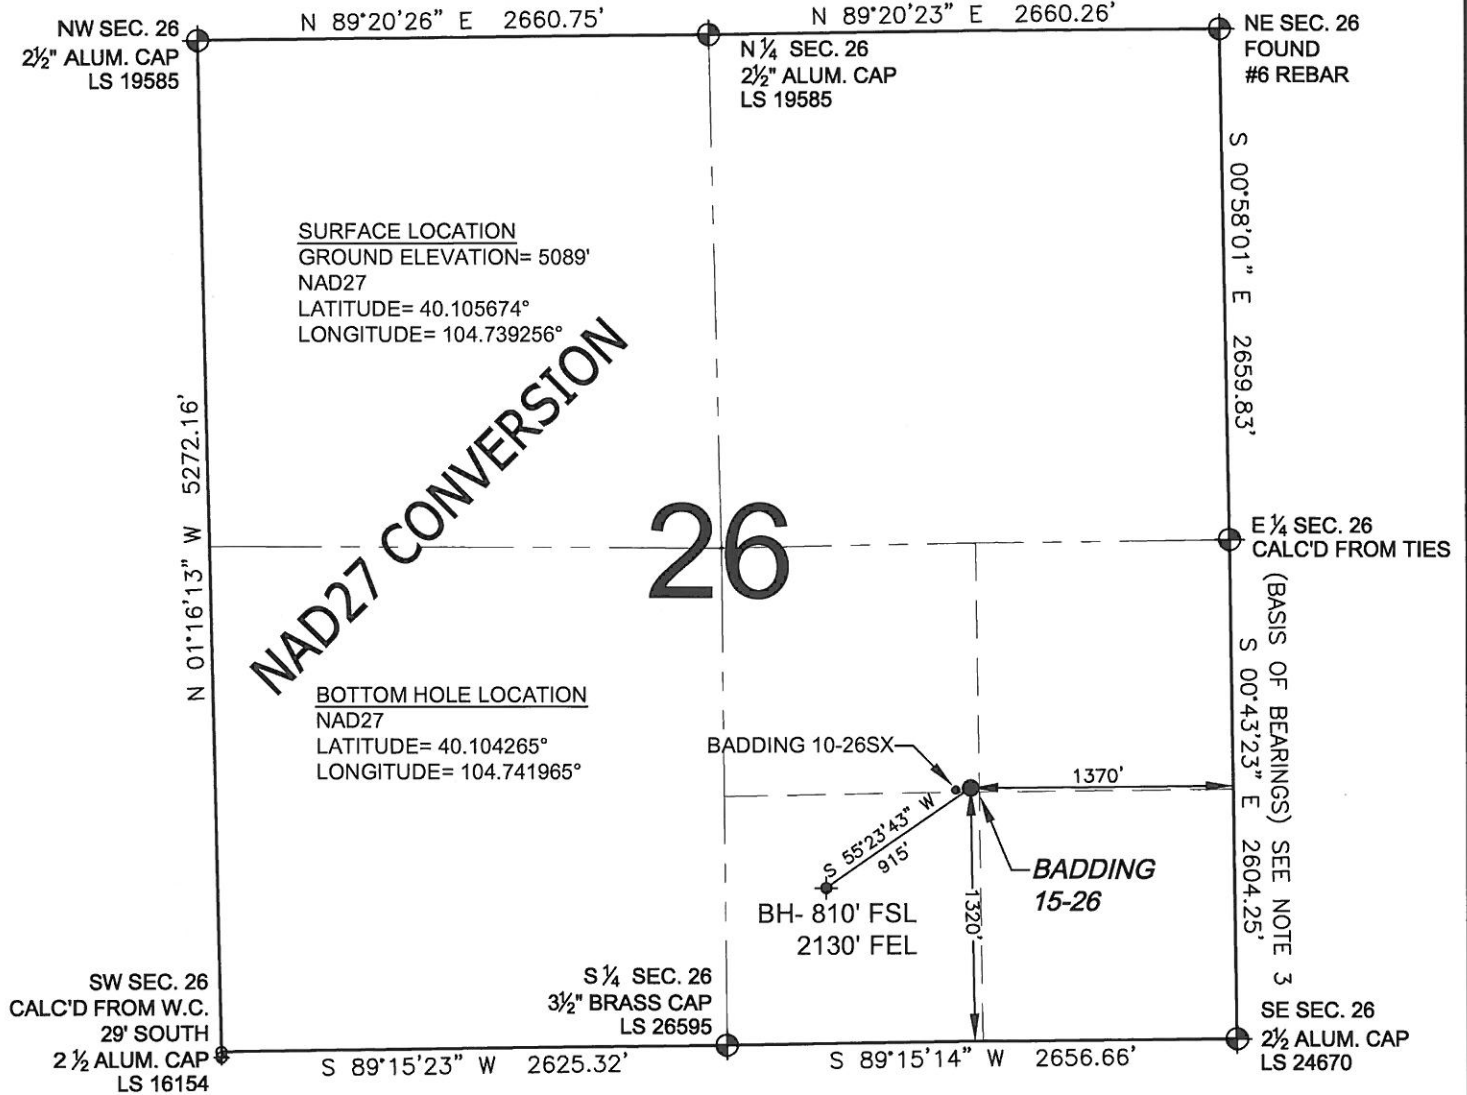 N 89°20'26" E 2660.75'
N 89°20'23" E 2660.26'
NW SEC. 26
2½" ALUM. CAP
LS 19585
N ¼ SEC. 26
2½" ALUM. CAP
LS 19585
NE SEC. 26
FOUND
#6 REBAR
S 00°58'01" E 2659.83'
SURFACE LOCATION
GROUND ELEVATION= 5089'
NAD27
LATITUDE= 40.105674°
LONGITUDE= 104.739256°
NAD27 CONVERSION
N 01°16'13" W 5272.16'
26
E ¼ SEC. 26
CALC'D FROM TIES
(BASIS OF BEARINGS) SEE NOTE 3
S 00°43'23" E 2604.25'
BOTTOM HOLE LOCATION
NAD27
LATITUDE= 40.104265°
LONGITUDE= 104.741965°
BADDING 10-26SX
1370'
S 55°23'43" W
915'
BADDING
15-26
1320'
BH- 810' FSL
2130' FEL
SW SEC. 26
CALC'D FROM W.C.
29' SOUTH
2 ½ ALUM. CAP
LS 16154
S ¼ SEC. 26
3½" BRASS CAP
LS 26595
SE SEC. 26
2½ ALUM. CAP
LS 24670
S 89°15'23" W 2625.32'
S 89°15'14" W 2656.66'